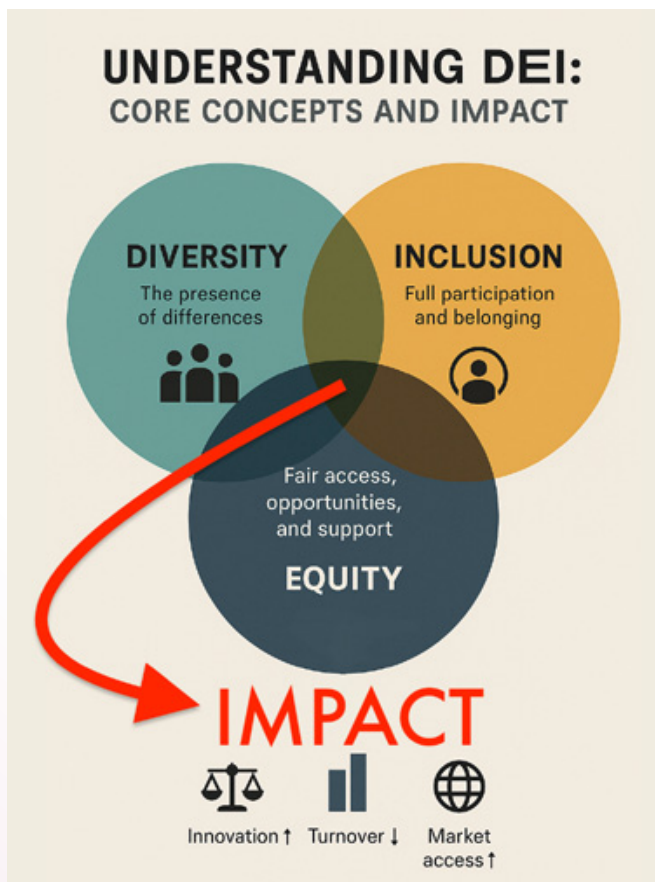 UNDERSTANDING DEI:
CORE CONCEPTS AND IMPACT
DIVERSITY
The presence
of differences
INCLUSION
Full participation
and belonging
Fair access,
opportunities,
and support
EQUITY
IMPACT
Innovation ↑
Turnover ↓
Market
access ↑